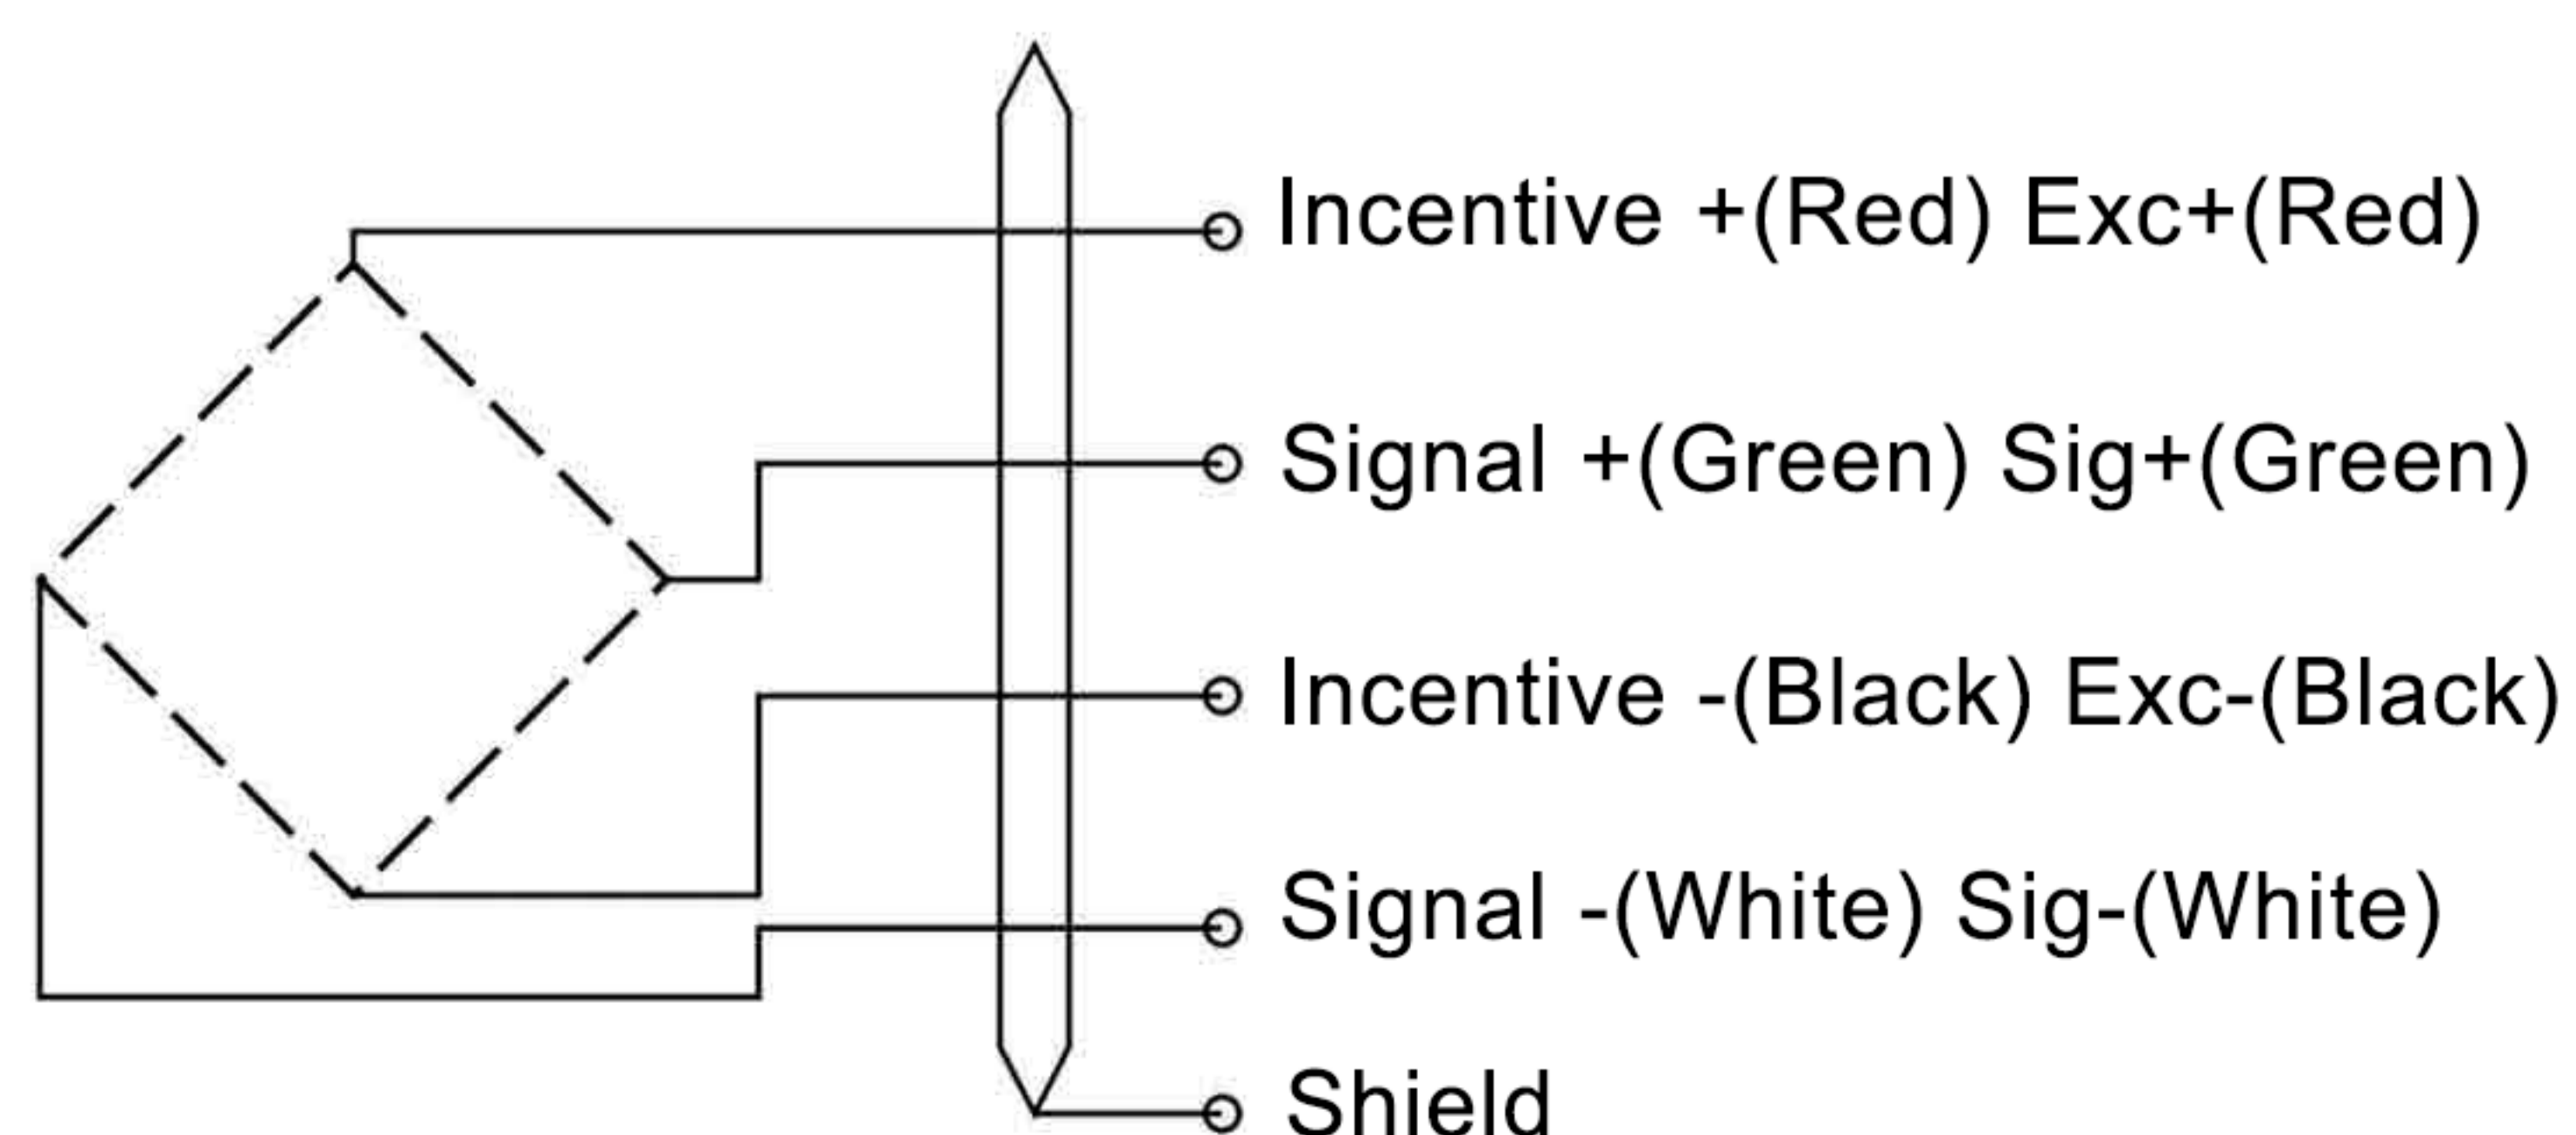 Incentive +(Red) Exc+(Red)
Signal +(Green) Sig+(Green)
Incentive -(Black) Exc-(Black)
Signal -(White) Sig-(White)
Shield